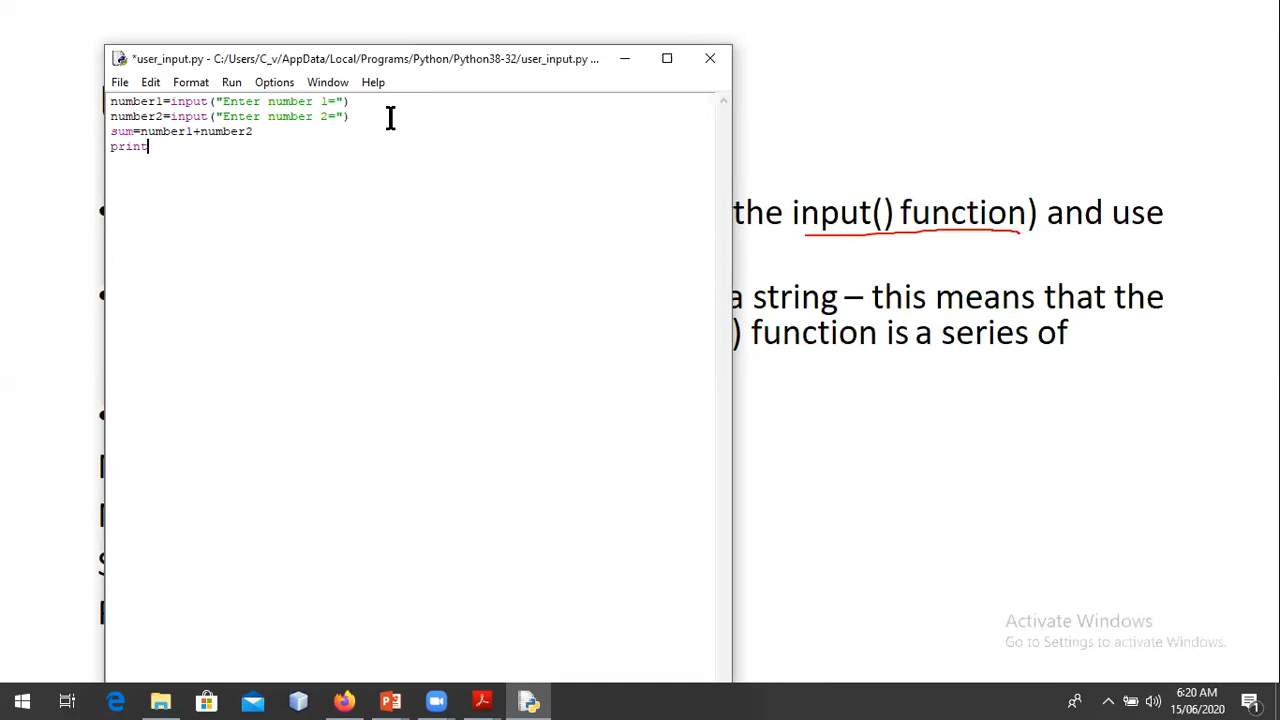 *user_input.py - C:/Users/C_v/AppData/Local/Programs/Python/Python38-32/user_input.py ...
File Edit Format Run Options Window Help
number1=input("Enter number 1=")
number2=input("Enter number 2=")
sum=number1+number2
print
the input() function) and use
a string – this means that the
) function is a series of
Activate Windows
Go to Settings to activate Windows.
6:20 AM
15/06/2020
1